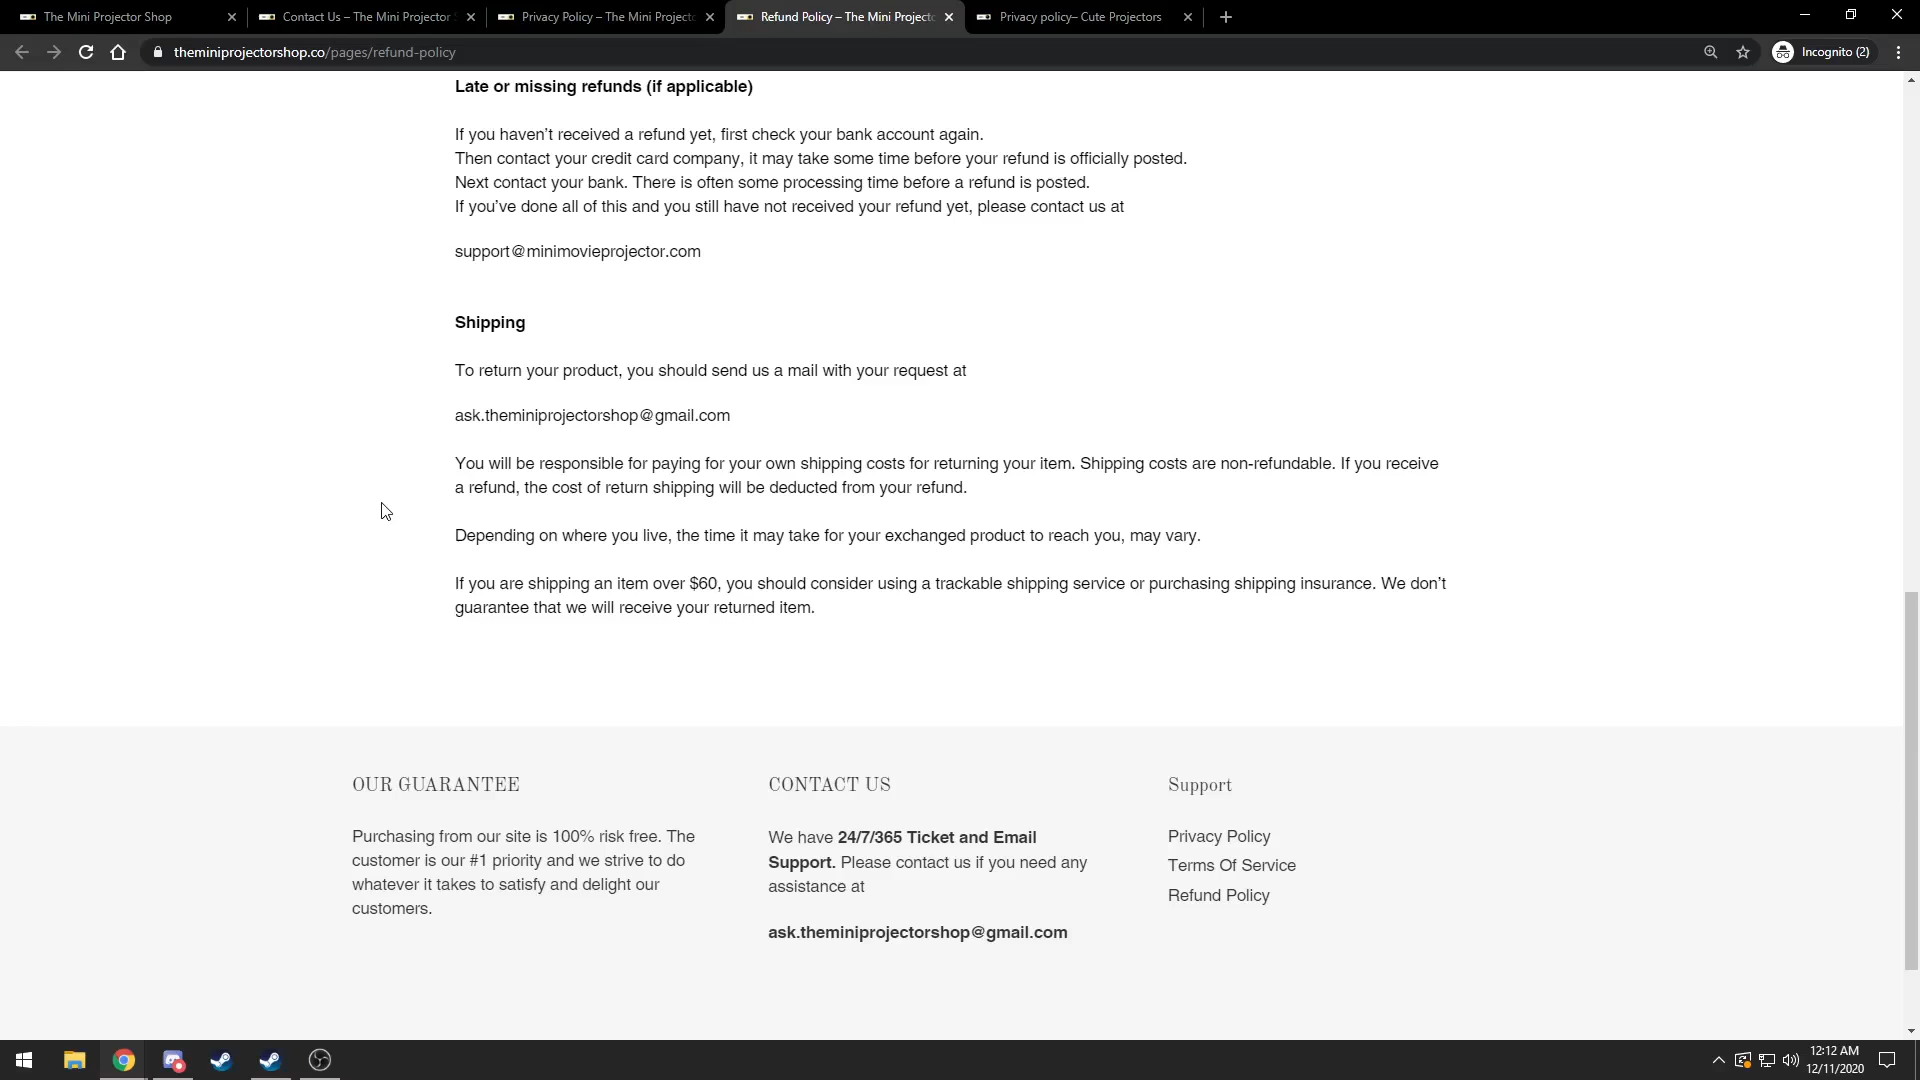 The Mini Projector Shop
Contact Us – The Mini Projector S
Privacy Policy – The Mini Projecto
Refund Policy – The Mini Projecto
Privacy policy– Cute Projectors
theminiprojectorshop.co/pages/refund-policy
Incognito (2)
Late or missing refunds (if applicable)
If you haven’t received a refund yet, first check your bank account again.
Then contact your credit card company, it may take some time before your refund is officially posted.
Next contact your bank. There is often some processing time before a refund is posted.
If you’ve done all of this and you still have not received your refund yet, please contact us at
support@minimovieprojector.com
Shipping
To return your product, you should send us a mail with your request at
ask.theminiprojectorshop@gmail.com
You will be responsible for paying for your own shipping costs for returning your item. Shipping costs are non-refundable. If you receive
a refund, the cost of return shipping will be deducted from your refund.
Depending on where you live, the time it may take for your exchanged product to reach you, may vary.
If you are shipping an item over $60, you should consider using a trackable shipping service or purchasing shipping insurance. We don’t
guarantee that we will receive your returned item.
OUR GUARANTEE
Purchasing from our site is 100% risk free. The
customer is our #1 priority and we strive to do
whatever it takes to satisfy and delight our
customers.
CONTACT US
We have 24/7/365 Ticket and Email
Support. Please contact us if you need any
assistance at
ask.theminiprojectorshop@gmail.com
Support
Privacy Policy
Terms Of Service
Refund Policy
12:12 AM
12/11/2020